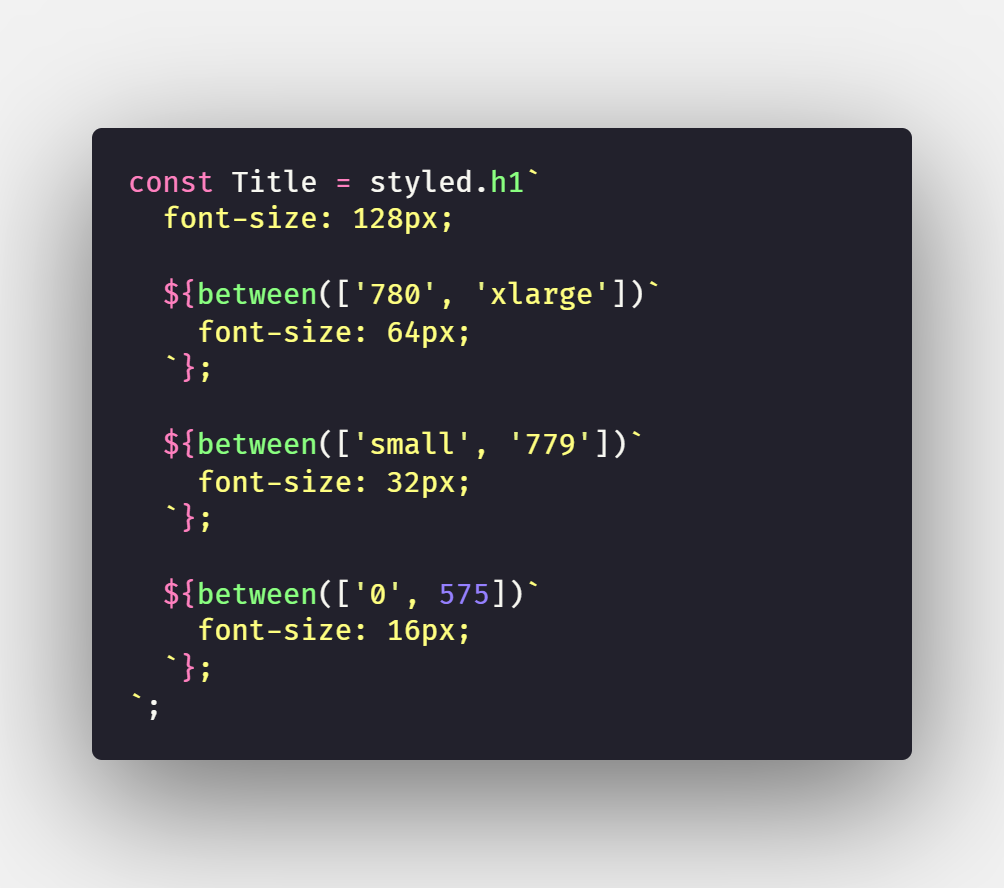 const Title = styled.h1`
  font-size: 128px;

  ${between(['780', 'xlarge'])`
    font-size: 64px;
  `};

  ${between(['small', '779'])`
    font-size: 32px;
  `};

  ${between(['0', 575])`
    font-size: 16px;
  `};
`;